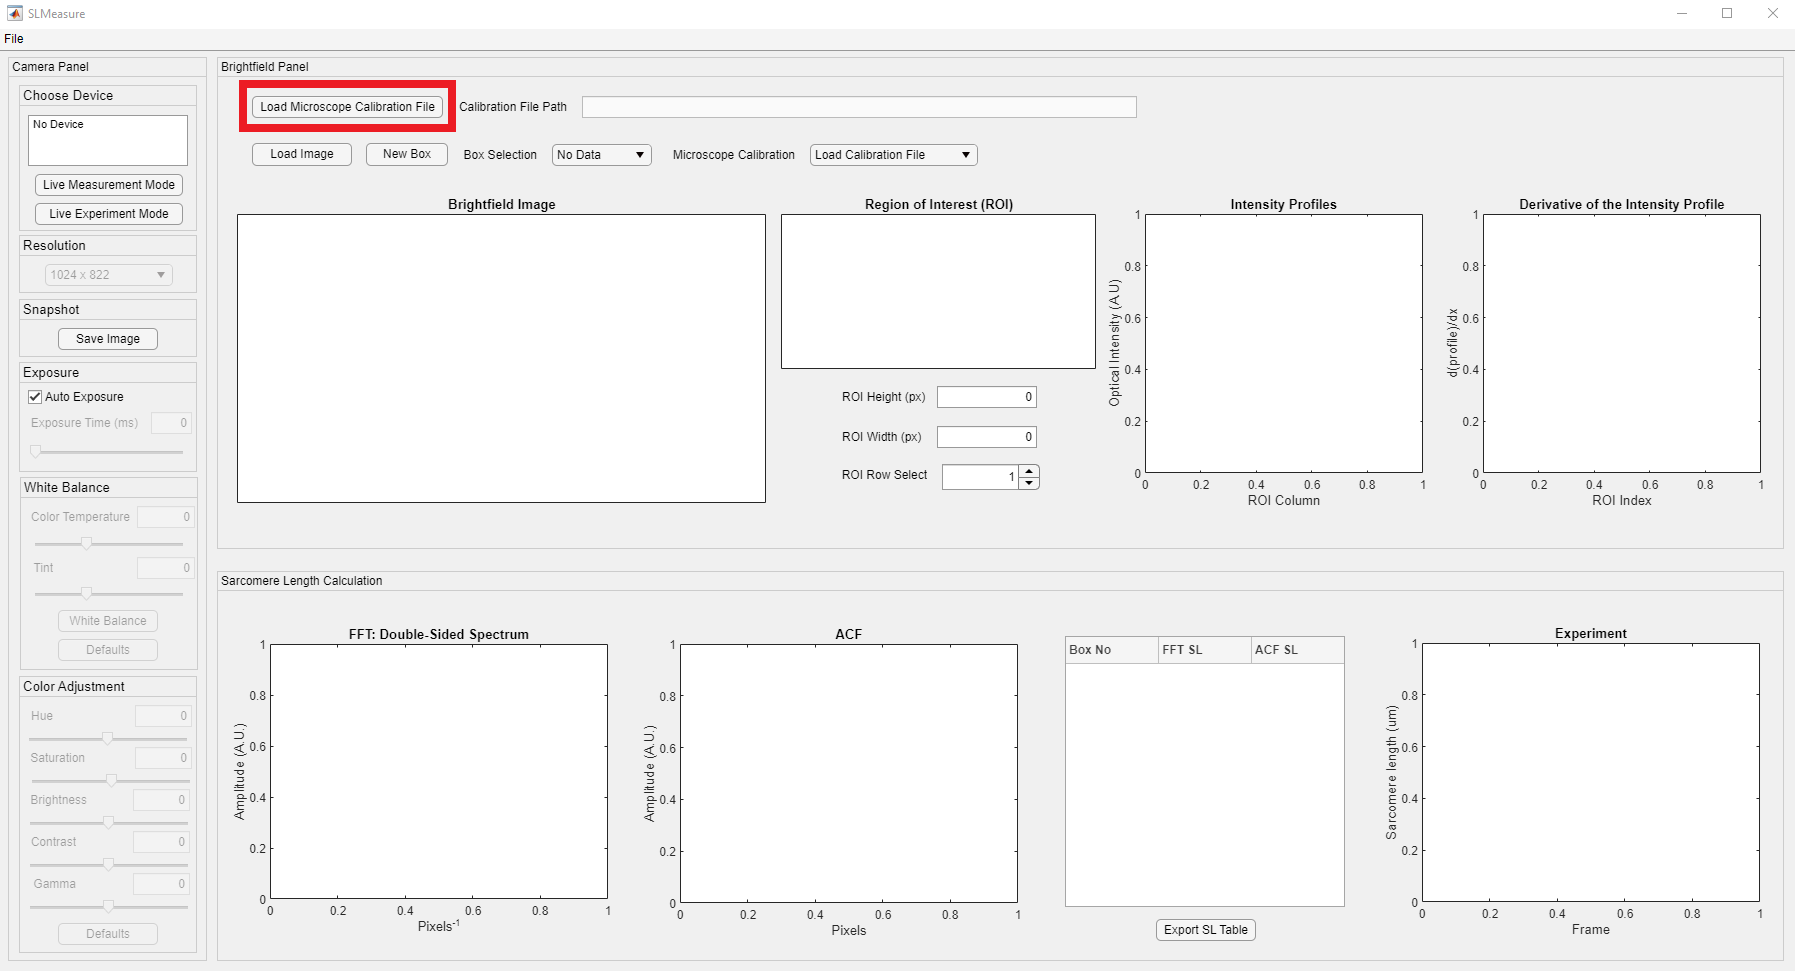 SLMeasure
File
Camera Panel
Choose Device
No Device
Live Measurement Mode
Live Experiment Mode
Resolution
1024 x 822
Snapshot
Save Image
Exposure
Auto Exposure
Exposure Time (ms) 0
White Balance
Color Temperature 0
Tint 0
White Balance
Defaults
Color Adjustment
Hue 0
Saturation 0
Brightness 0
Contrast 0
Gamma 0
Defaults
Brightfield Panel
Load Microscope Calibration File Calibration File Path
Load Image New Box Box Selection No Data Microscope Calibration Load Calibration File
Brightfield Image
Region of Interest (ROI)
ROI Height (px) 0
ROI Width (px) 0
ROI Row Select 1
Intensity Profiles
Optical Intensity (A.U)
1
0.8
0.6
0.4
0.2
0
0 0.2 0.4 0.6 0.8 1
ROI Column
Derivative of the Intensity Profile
d(profile)/dx
1
0.8
0.6
0.4
0.2
0
0 0.2 0.4 0.6 0.8 1
ROI Index
Sarcomere Length Calculation
FFT: Double-Sided Spectrum
Amplitude (A.U.)
1
0.8
0.6
0.4
0.2
0
0 0.2 0.4 0.6 0.8 1
Pixels-1
ACF
Amplitude (A.U.)
1
0.8
0.6
0.4
0.2
0
0 0.2 0.4 0.6 0.8 1
Pixels
Box No FFT SL ACF SL
Export SL Table
Experiment
Sarcomere length (um)
1
0.8
0.6
0.4
0.2
0
0 0.2 0.4 0.6 0.8 1
Frame